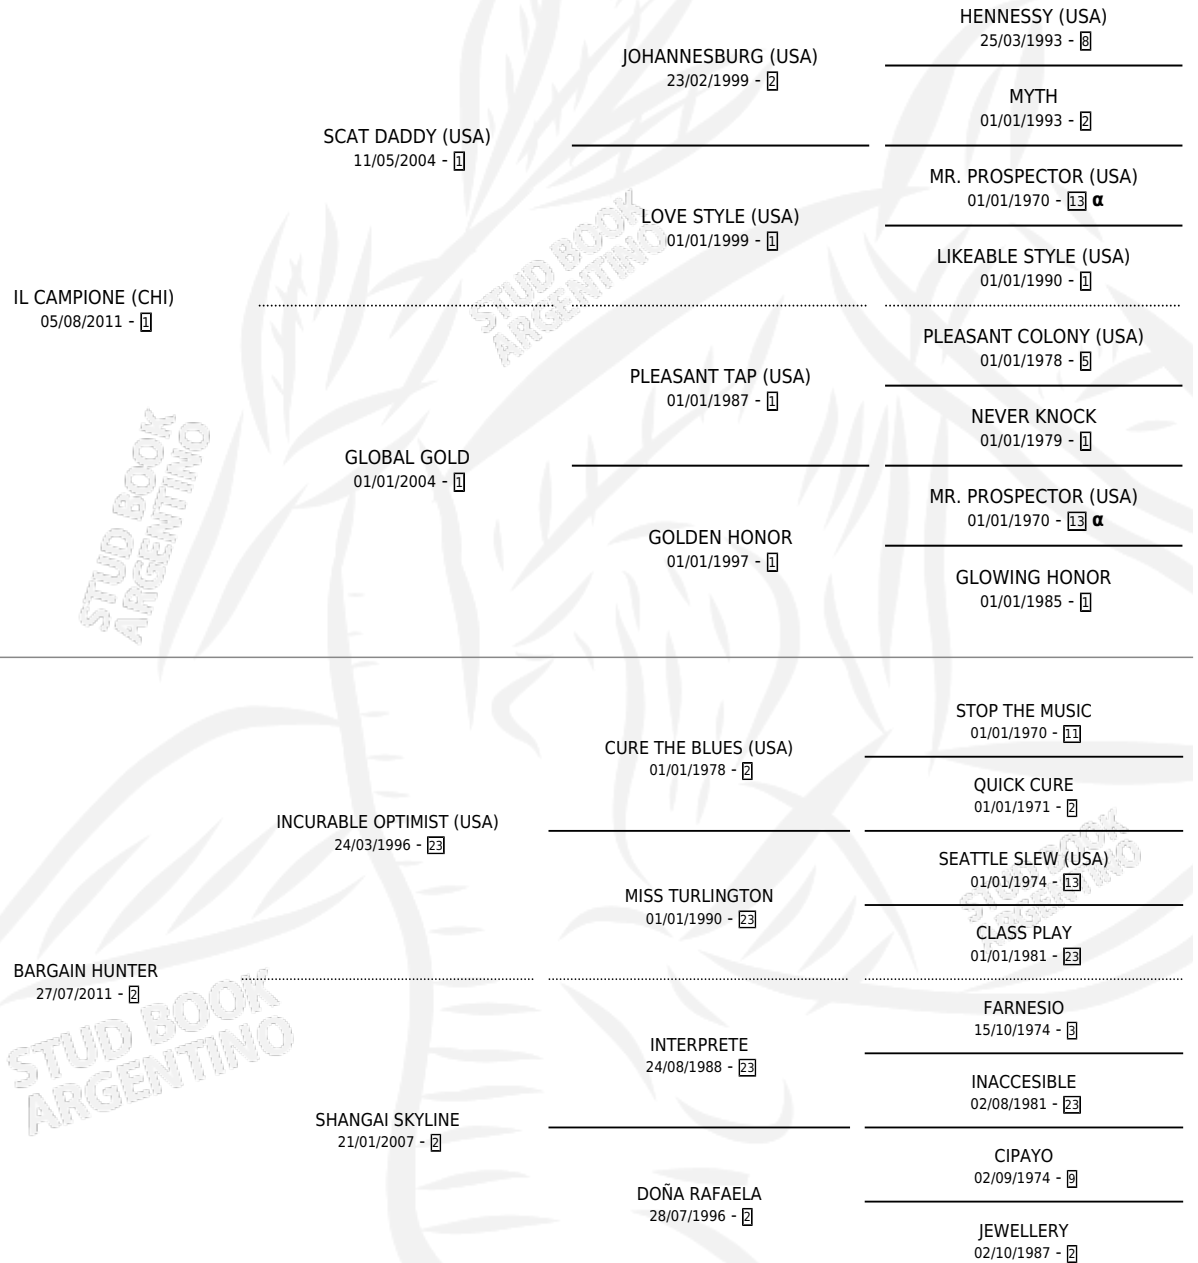 HENNESSY (USA)
25/03/1993 - 8
JOHANNESBURG (USA)
23/02/1999 - 2
MYTH
01/01/1993 - 2
SCAT DADDY (USA)
11/05/2004 - 1
MR. PROSPECTOR (USA)
01/01/1970 - 13 α
LOVE STYLE (USA)
01/01/1999 - 1
LIKEABLE STYLE (USA)
01/01/1990 - 1
IL CAMPIONE (CHI)
05/08/2011 - 1
PLEASANT COLONY (USA)
01/01/1978 - 5
PLEASANT TAP (USA)
01/01/1987 - 1
NEVER KNOCK
01/01/1979 - 1
GLOBAL GOLD
01/01/2004 - 1
MR. PROSPECTOR (USA)
01/01/1970 - 13 α
GOLDEN HONOR
01/01/1997 - 1
GLOWING HONOR
01/01/1985 - 1
STOP THE MUSIC
01/01/1970 - 11
CURE THE BLUES (USA)
01/01/1978 - 2
QUICK CURE
01/01/1971 - 2
INCURABLE OPTIMIST (USA)
24/03/1996 - 23
SEATTLE SLEW (USA)
01/01/1974 - 13
MISS TURLINGTON
01/01/1990 - 23
CLASS PLAY
01/01/1981 - 23
BARGAIN HUNTER
27/07/2011 - 2
FARNESIO
15/10/1974 - 3
INTERPRETE
24/08/1988 - 23
INACCESIBLE
02/08/1981 - 23
SHANGAI SKYLINE
21/01/2007 - 2
CIPAYO
02/09/1974 - 9
DOÑA RAFAELA
28/07/1996 - 2
JEWELLERY
02/10/1987 - 2
STUD BOOK
ARGENTINO
STUD BOOK
ARGENTINO
STUD BOOK
ARGENTINO
STUD BOOK
ARGENTINO